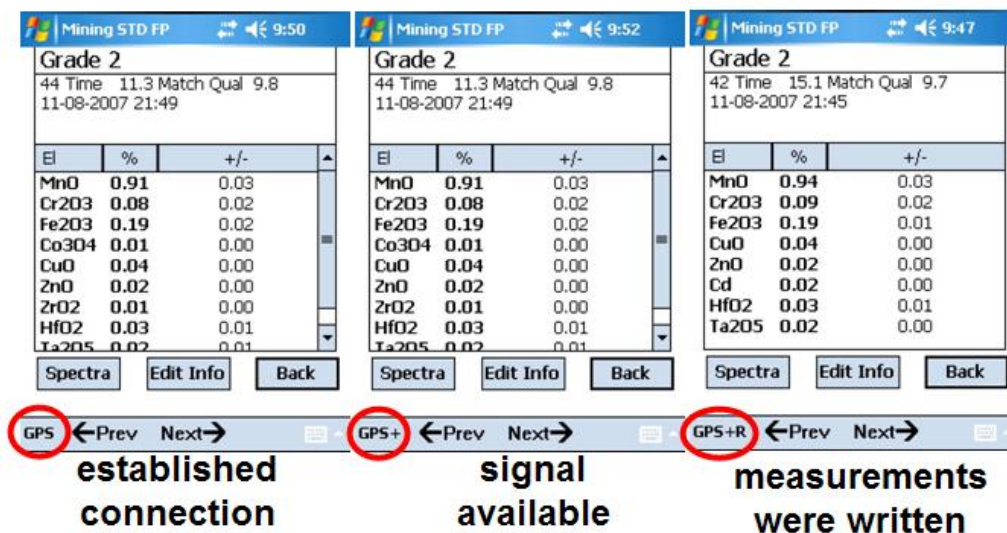 Mining STD FP 9:50
Grade 2
44 Time 11.3 Match Qual 9.8
11-08-2007 21:49
El % +/-
MnO 0.91 0.03
Cr2O3 0.08 0.02
Fe2O3 0.19 0.02
Co3O4 0.01 0.00
CuO 0.04 0.00
ZnO 0.02 0.00
ZrO2 0.01 0.00
HfO2 0.03 0.01
Ta2O5 0.02 0.01
Spectra Edit Info Back
GPS ←Prev Next→
established
connection
Mining STD FP 9:52
Grade 2
44 Time 11.3 Match Qual 9.8
11-08-2007 21:49
El % +/-
MnO 0.91 0.03
Cr2O3 0.08 0.02
Fe2O3 0.19 0.02
Co3O4 0.01 0.00
CuO 0.04 0.00
ZnO 0.02 0.00
ZrO2 0.01 0.00
HfO2 0.03 0.01
Ta2O5 0.02 0.01
Spectra Edit Info Back
GPS+ ←Prev Next→
signal
available
Mining STD FP 9:47
Grade 2
42 Time 15.1 Match Qual 9.7
11-08-2007 21:45
El % +/-
MnO 0.94 0.03
Cr2O3 0.09 0.02
Fe2O3 0.19 0.01
CuO 0.04 0.00
ZnO 0.02 0.00
Cd 0.02 0.00
HfO2 0.03 0.01
Ta2O5 0.02 0.00
Spectra Edit Info Back
GPS+R ←Prev Next→
measurements
were written